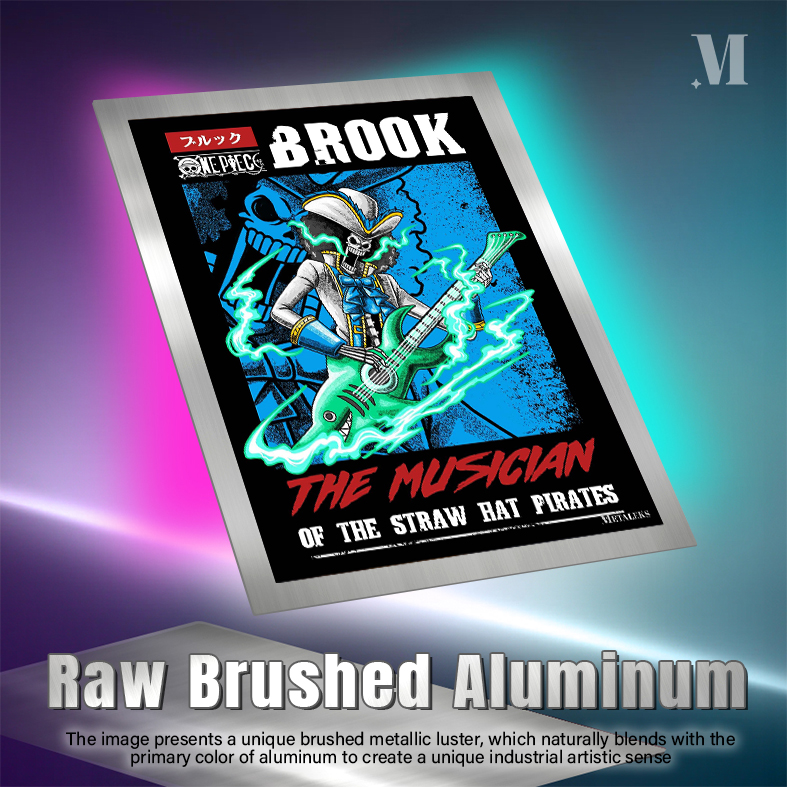 M
ブルック
ONE PIECE
BROOK
THE MUSICIAN
OF THE STRAW HAT PIRATES
METALEKS
Raw Brushed Aluminum
The image presents a unique brushed metallic luster, which naturally blends with the
primary color of aluminum to create a unique industrial artistic sense